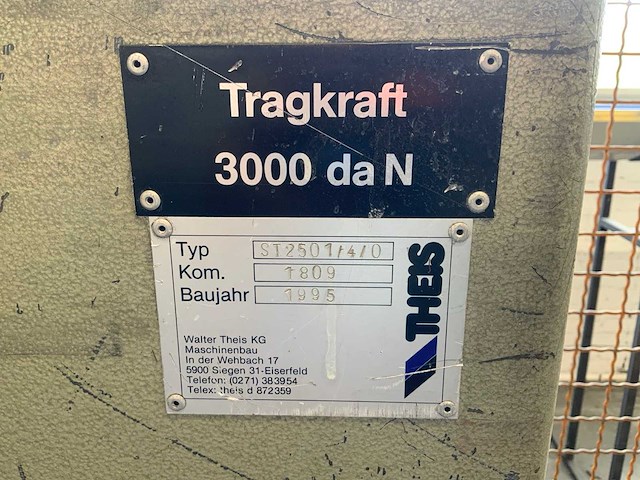 Tragkraft
3000 daN
Typ ST2501/4/0
Kom. 1809
Baujahr 1995
THEIS
Walter Theis KG
Maschinenbau
In der Wehbach 17
5900 Siegen 31-Eiserfeld
Telefon: (0271) 383954
Telex: theis d 872359